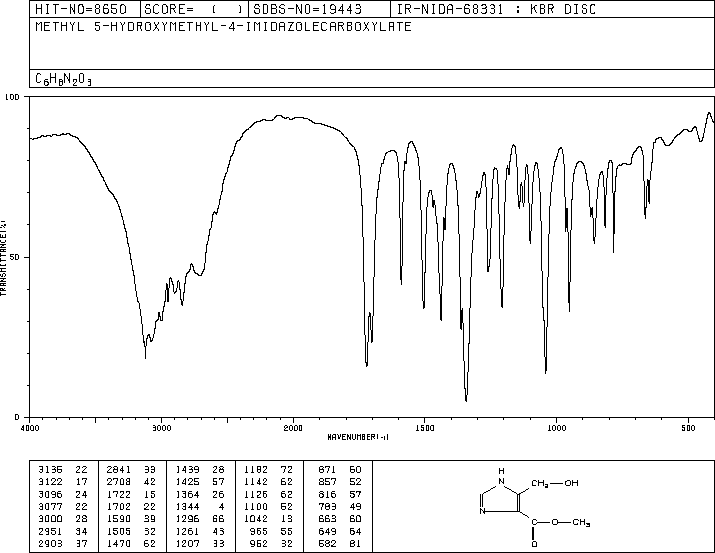 HIT-NO=8650 SCORE= ( ) SDBS-NO=19443 IR-NIDA-68331 : KBR DISC
METHYL 5-HYDROXYMETHYL-4-IMIDAZOLECARBOXYLATE
C6H8N2O3
100
50
0
TRANSMITTANCE(%)
4000 3000 2000 1500 1000 500
WAVENUMBER(-1)
3136 22 2841 39 1439 28 1182 72 871 60
3122 17 2708 42 1425 57 1142 62 857 52
3096 24 1722 15 1364 26 1126 62 816 57
3077 22 1702 22 1344 4 1100 52 783 49
3000 28 1590 39 1296 66 1042 13 663 60
2951 34 1505 32 1261 43 965 55 649 64
2903 37 1470 62 1207 33 952 32 582 81
H
N
N
CH2—OH
C—O—CH3
O